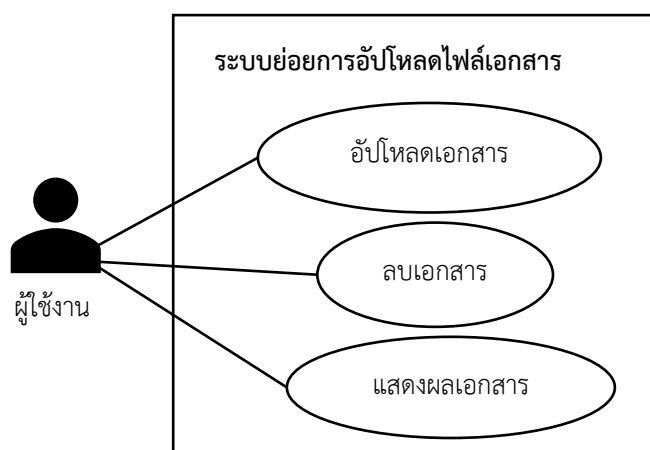 ระบบย่อยการอัปโหลดไฟล์เอกสาร
อัปโหลดเอกสาร
ลบเอกสาร
ผู้ใช้งาน
แสดงผลเอกสาร